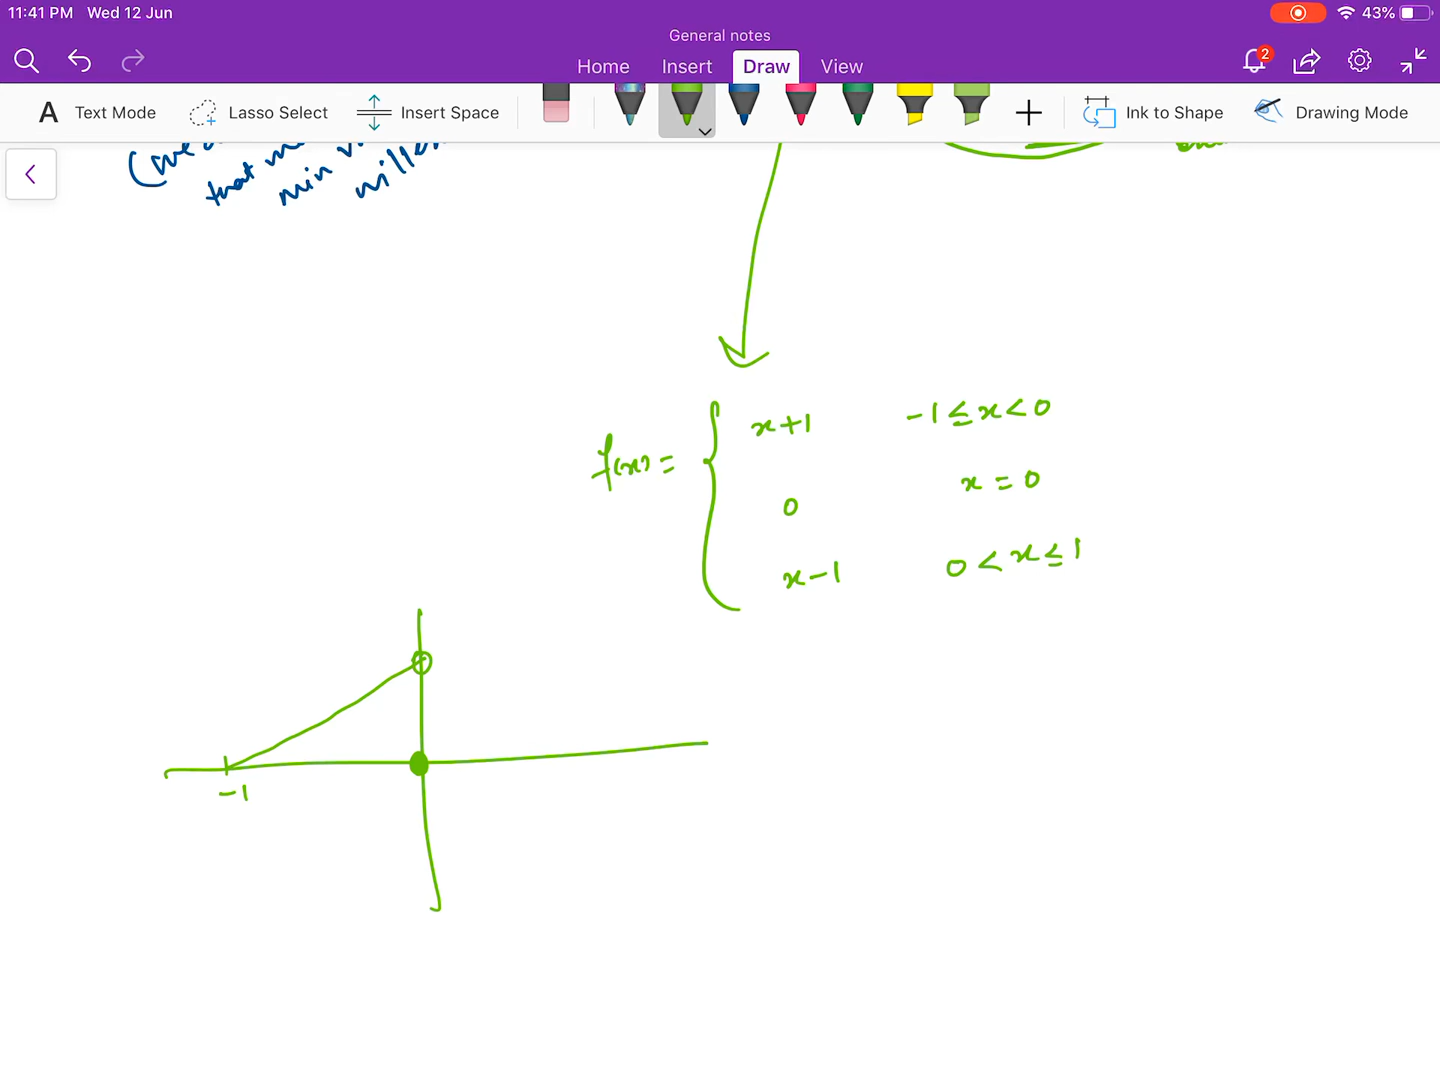 11:41 PM Wed 12 Jun 43%
General notes
Home Insert Draw View 2
A Text Mode Lasso Select Insert Space Ink to Shape Drawing Mode
that
min
f(x) =
x+1 -1 ≤ x < 0
0 x = 0
x-1 0 < x ≤ 1
-1